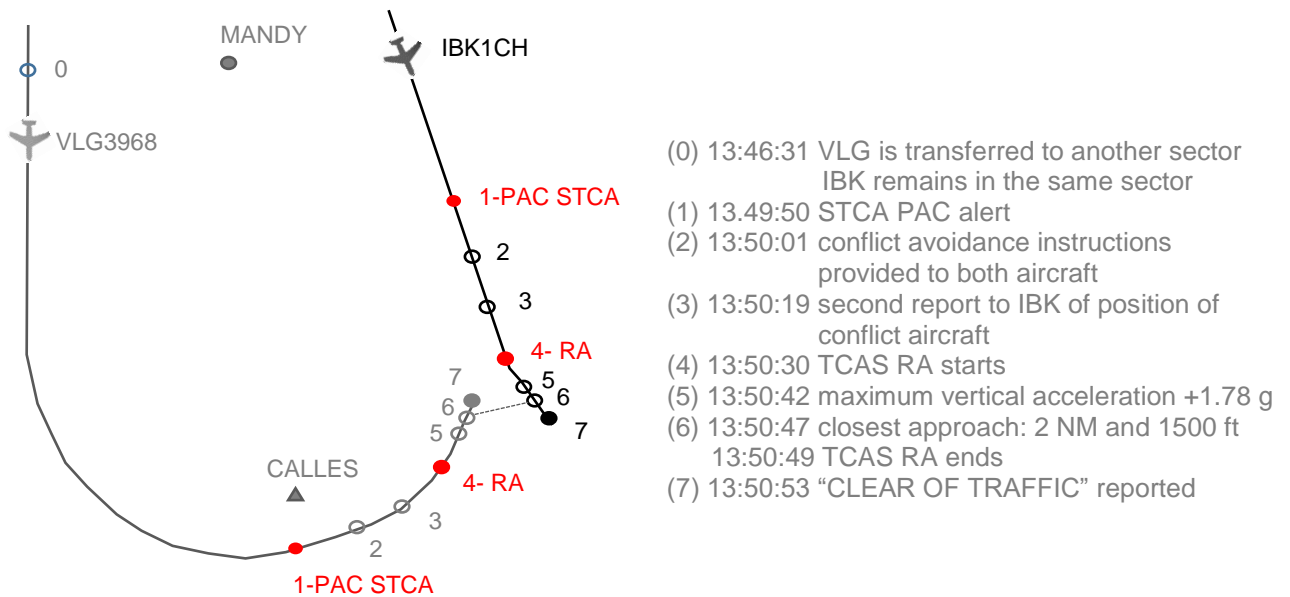 MANDY
IBK1CH
0
VLG3968
1-PAC STCA
2
3
4- RA
5
6
7
7
6
5
4- RA
CALLES
3
2
1-PAC STCA
(0) 13:46:31 VLG is transferred to another sector
IBK remains in the same sector
(1) 13.49:50 STCA PAC alert
(2) 13:50:01 conflict avoidance instructions
provided to both aircraft
(3) 13:50:19 second report to IBK of position of
conflict aircraft
(4) 13:50:30 TCAS RA starts
(5) 13:50:42 maximum vertical acceleration +1.78 g
(6) 13:50:47 closest approach: 2 NM and 1500 ft
13:50:49 TCAS RA ends
(7) 13:50:53 “CLEAR OF TRAFFIC” reported